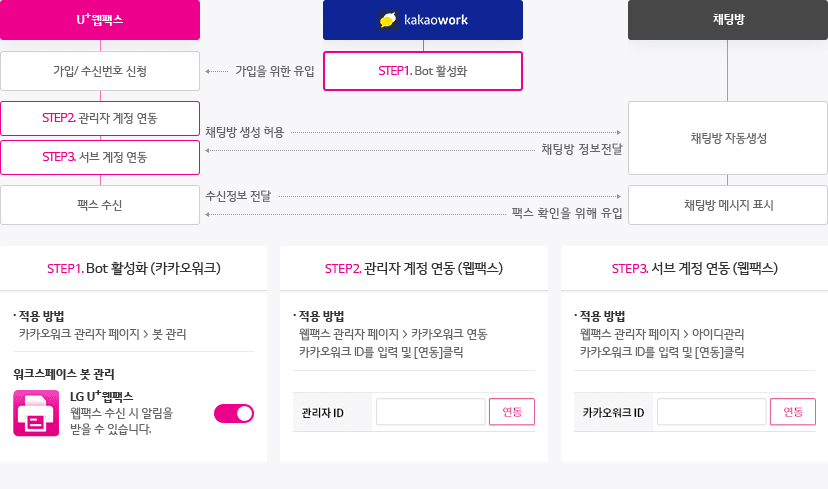 U+웹팩스
kakaowork
채팅방
가입/ 수신번호 신청
가입을 위한 유입
STEP1. Bot 활성화
STEP2. 관리자 계정 연동
채팅방 생성 허용
채팅방 자동생성
STEP3. 서브 계정 연동
채팅방 정보전달
팩스 수신
수신정보 전달
팩스 확인을 위해 유입
채팅방 메시지 표시
STEP1. Bot 활성화 (카카오워크)
· 적용 방법
카카오워크 관리자 페이지 > 봇 관리
워크스페이스 봇 관리
LG U+웹팩스
웹팩스 수신 시 알림을
받을 수 있습니다.
STEP2. 관리자 계정 연동 (웹팩스)
· 적용 방법
웹팩스 관리자 페이지 > 카카오워크 연동
카카오워크 ID를 입력 및 [연동]클릭
관리자 ID
연동
STEP3. 서브 계정 연동 (웹팩스)
· 적용 방법
웹팩스 관리자 페이지 > 아이디관리
카카오워크 ID를 입력 및 [연동]클릭
카카오워크 ID
연동